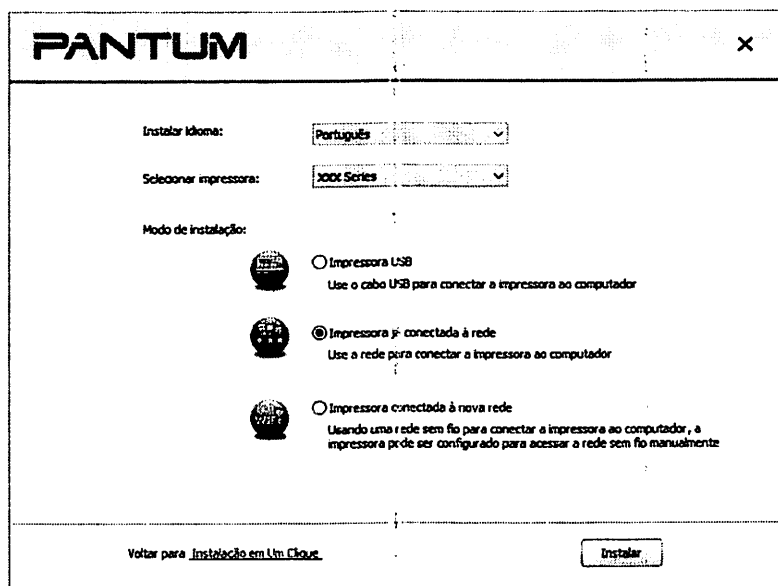 PANTUM
Instalar Idioma:
Português
Selecionar impressora:
XXX Series
Modo de instalação:
Impressora USB
Use o cabo USB para conectar a impressora ao computador
Impressora já conectada à rede
Use a rede para conectar a impressora ao computador
WiFi
Impressora conectada à nova rede
Usando uma rede sem fio para conectar a impressora ao computador, a
impressora pode ser configurado para acessar a rede sem fio manualmente
Voltar para Instalação em Um Clique
Instalar